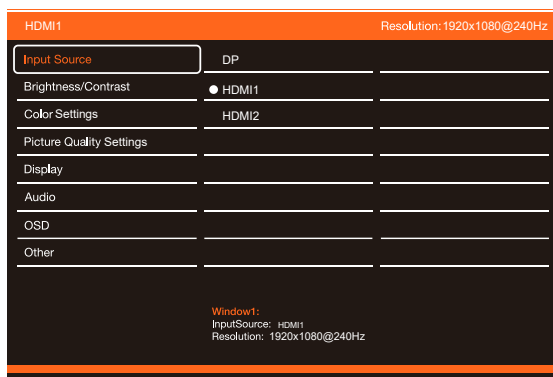 HDMI1
Resolution:1920x1080@240Hz
Input Source
DP
Brightness/Contrast
HDMI1
Color Settings
HDMI2
Picture Quality Settings
Display
Audio
OSD
Other
Window1:
InputSource: HDMI1
Resolution: 1920x1080@240Hz